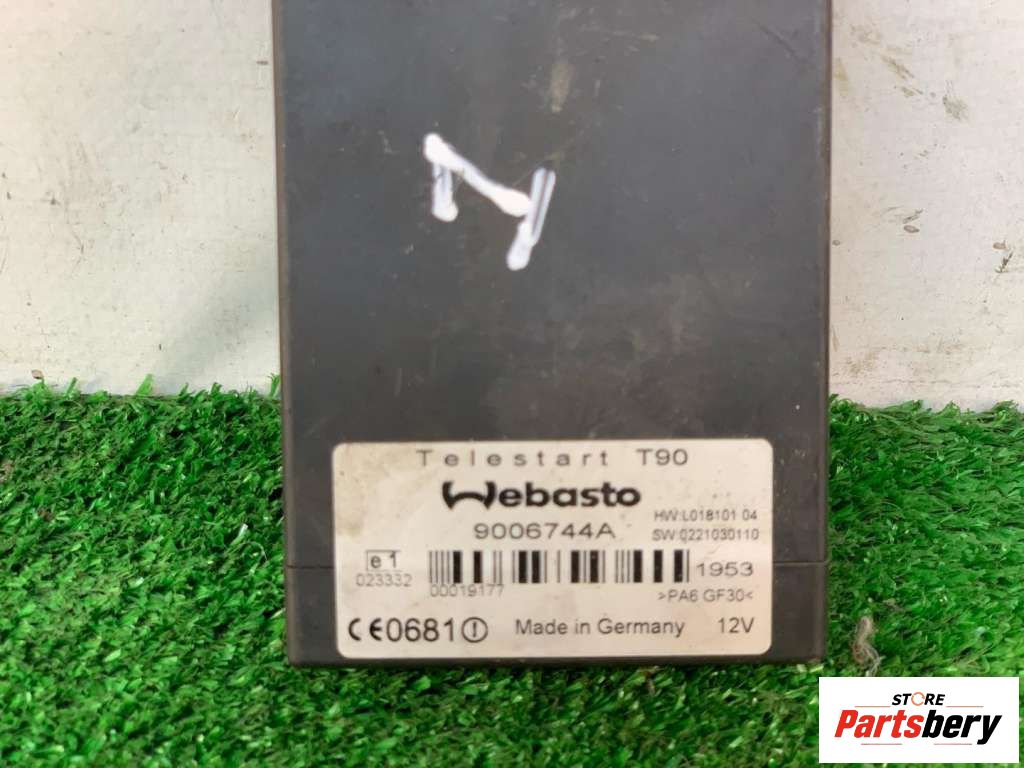 Telestart T90
Webasto
9006744A
HW:L018101 04
SW:0221030110
e1
023332
00019177
1953
>PA6 GF30<
CE0681
Made in Germany
12V
STORE
Partsbery